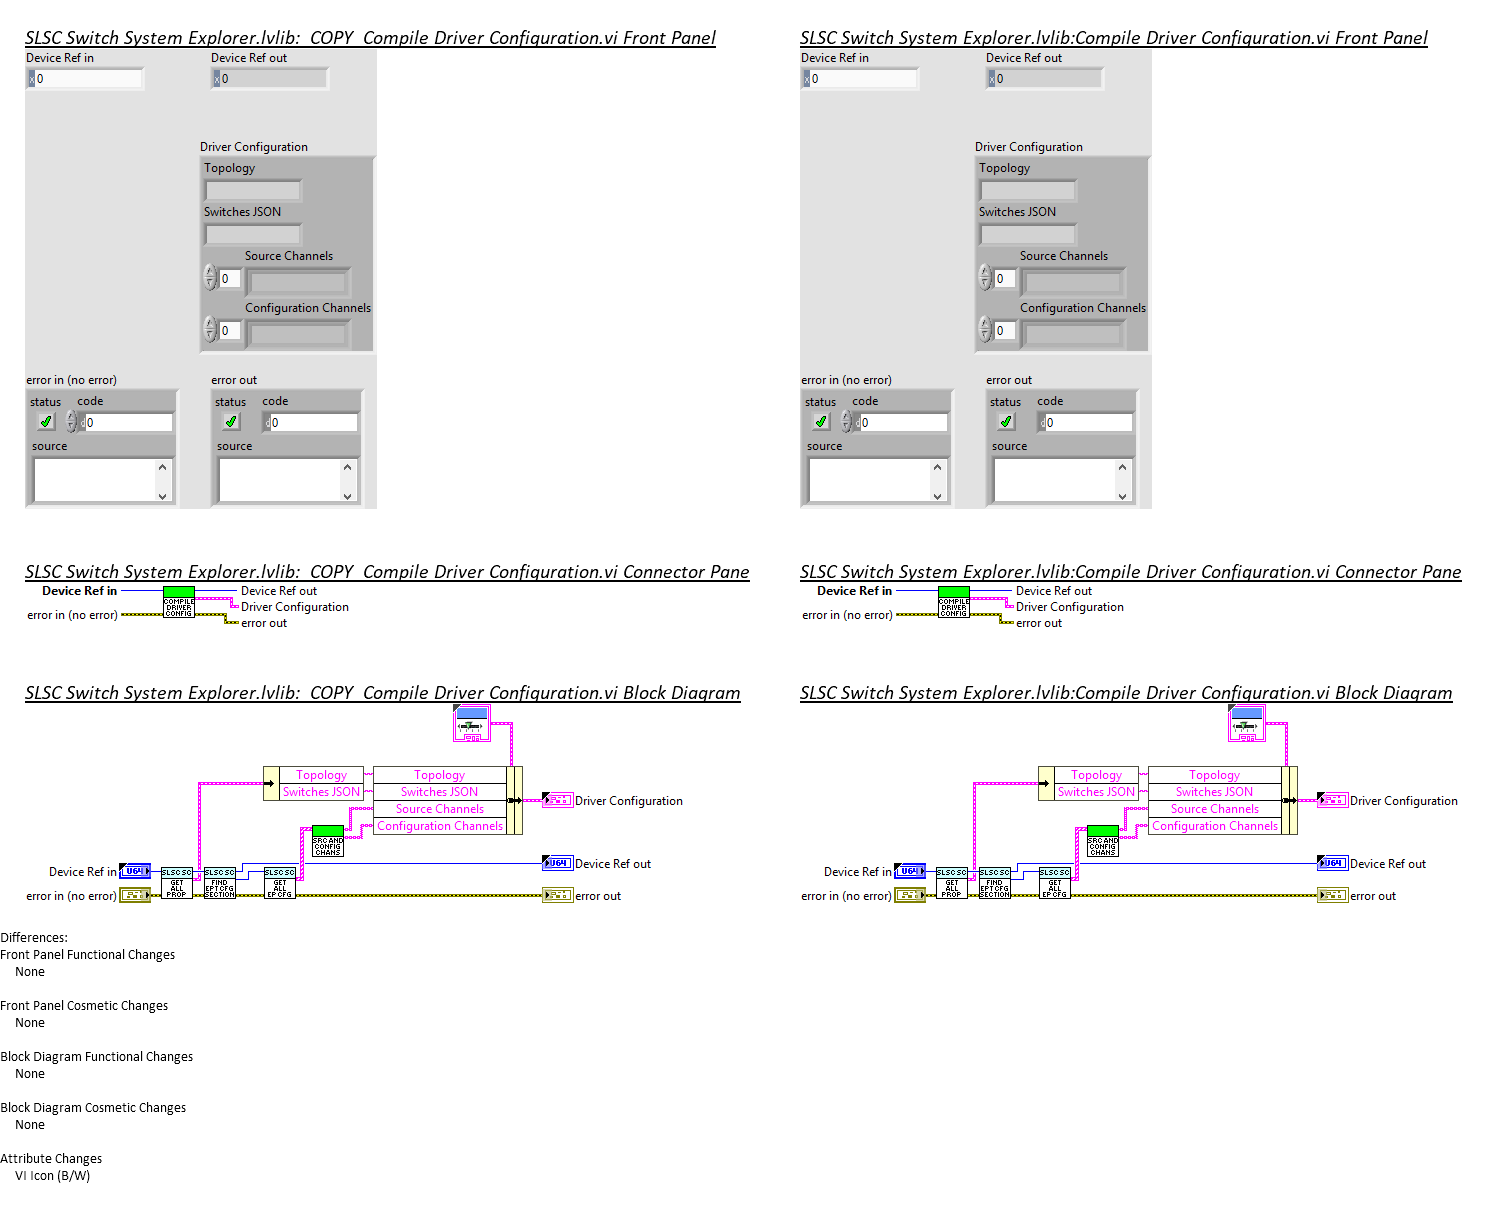 SLSC Switch System Explorer.lvlib:  COPY  Compile Driver Configuration.vi Front Panel
Device Ref in
Device Ref out
x 0
x 0
Driver Configuration
Topology
Switches JSON
Source Channels
0
Configuration Channels
0
error in (no error)
error out
status
code
status
code
d 0
d 0
source
source
SLSC Switch System Explorer.lvlib:Compile Driver Configuration.vi Front Panel
Device Ref in
Device Ref out
x 0
x 0
Driver Configuration
Topology
Switches JSON
Source Channels
0
Configuration Channels
0
error in (no error)
error out
status
code
status
code
d 0
d 0
source
source
SLSC Switch System Explorer.lvlib:  COPY  Compile Driver Configuration.vi Connector Pane
Device Ref in
Device Ref out
COMPILE
DRIVER
CONFIG
Driver Configuration
error in (no error)
error out
SLSC Switch System Explorer.lvlib:Compile Driver Configuration.vi Connector Pane
Device Ref in
Device Ref out
COMPILE
DRIVER
CONFIG
Driver Configuration
error in (no error)
error out
SLSC Switch System Explorer.lvlib:  COPY  Compile Driver Configuration.vi Block Diagram
Topology
Topology
Switches JSON
Switches JSON
Source Channels
Configuration Channels
Driver Configuration
SRC AND
CONFIG
CHANS
Device Ref in
U64
SLSC SC
GET
ALL
PROP
SLSC SC
FIND
EPT CFG
SECTION
SLSC SC
GET
ALL
EP CFG
U64
Device Ref out
error in (no error)
error out
SLSC Switch System Explorer.lvlib:Compile Driver Configuration.vi Block Diagram
Topology
Topology
Switches JSON
Switches JSON
Source Channels
Configuration Channels
Driver Configuration
SRC AND
CONFIG
CHANS
Device Ref in
U64
SLSC SC
GET
ALL
PROP
SLSC SC
FIND
EPT CFG
SECTION
SLSC SC
GET
ALL
EP CFG
U64
Device Ref out
error in (no error)
error out
Differences:
Front Panel Functional Changes
None
Front Panel Cosmetic Changes
None
Block Diagram Functional Changes
None
Block Diagram Cosmetic Changes
None
Attribute Changes
VI Icon (B/W)